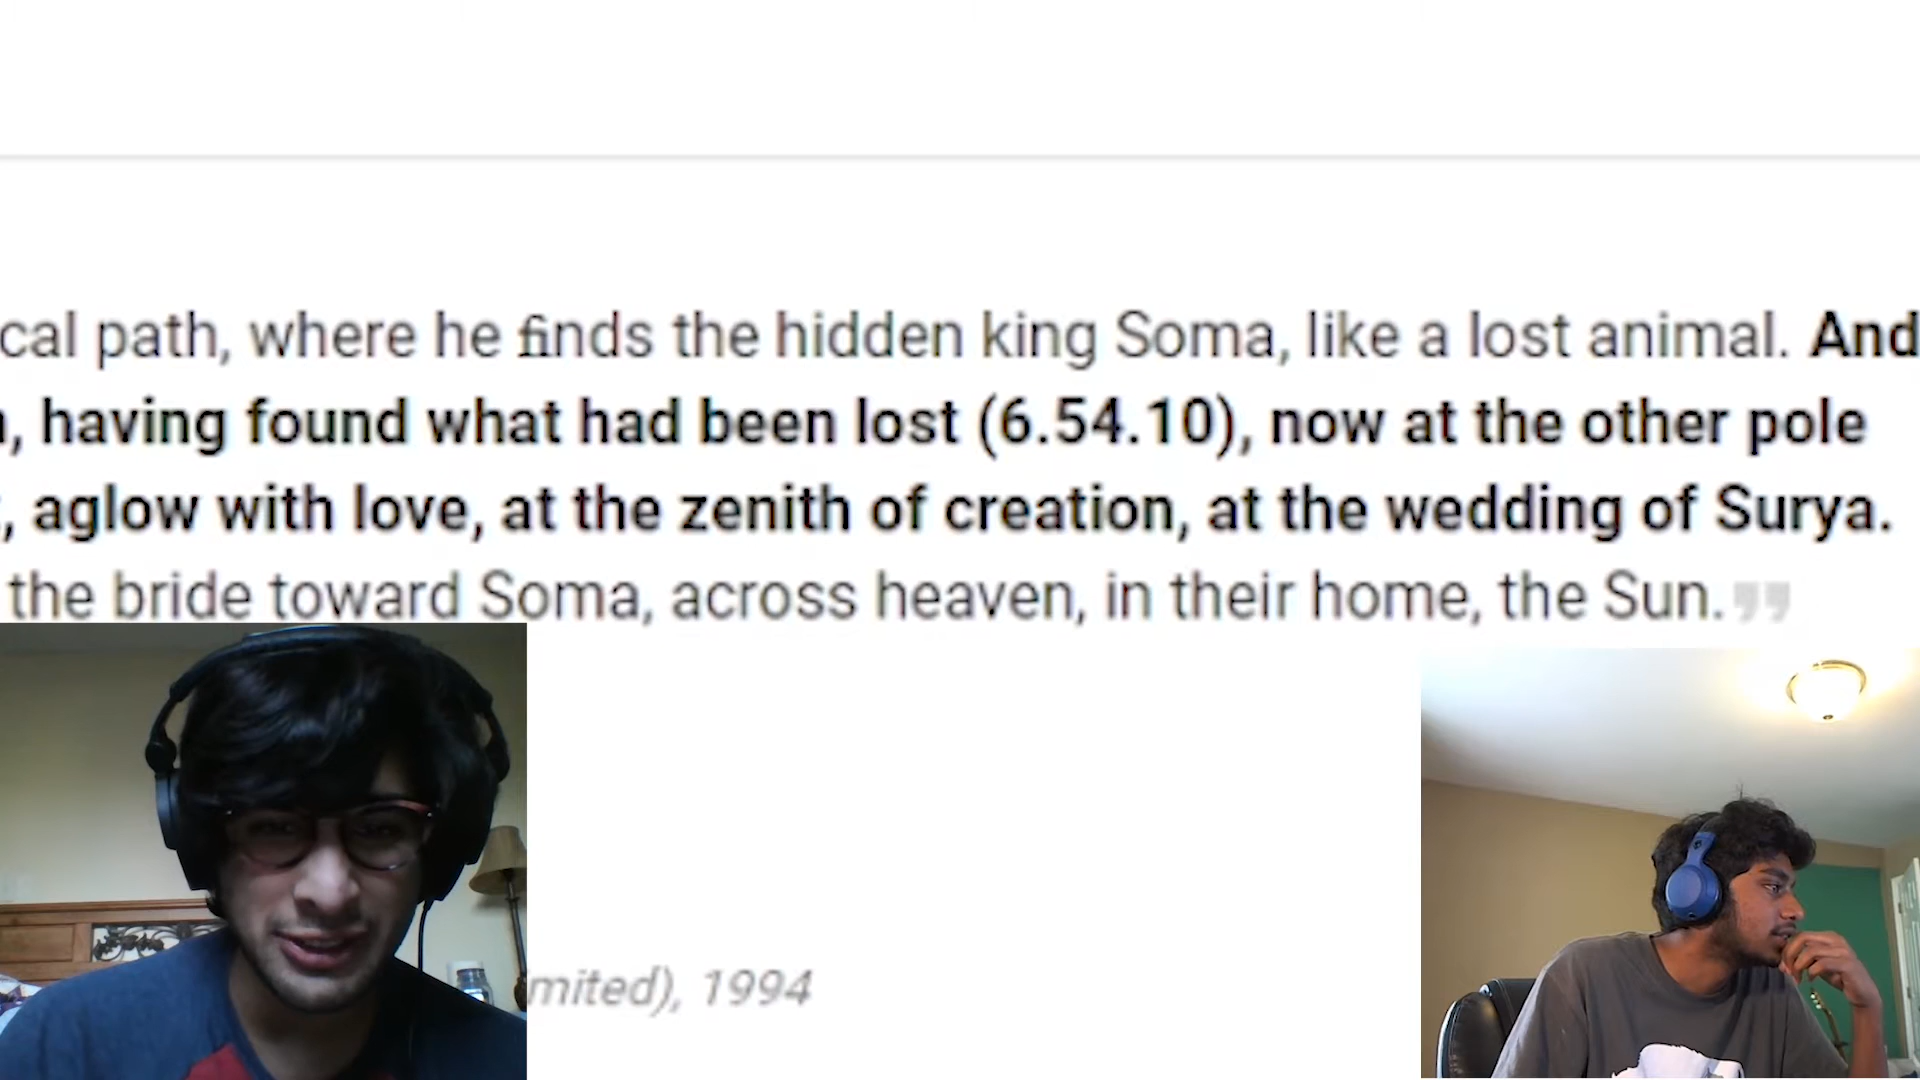 cal path, where he finds the hidden king Soma, like a lost animal. And
, having found what had been lost (6.54.10), now at the other pole
, aglow with love, at the zenith of creation, at the wedding of Surya.
the bride toward Soma, across heaven, in their home, the Sun.”
mited), 1994